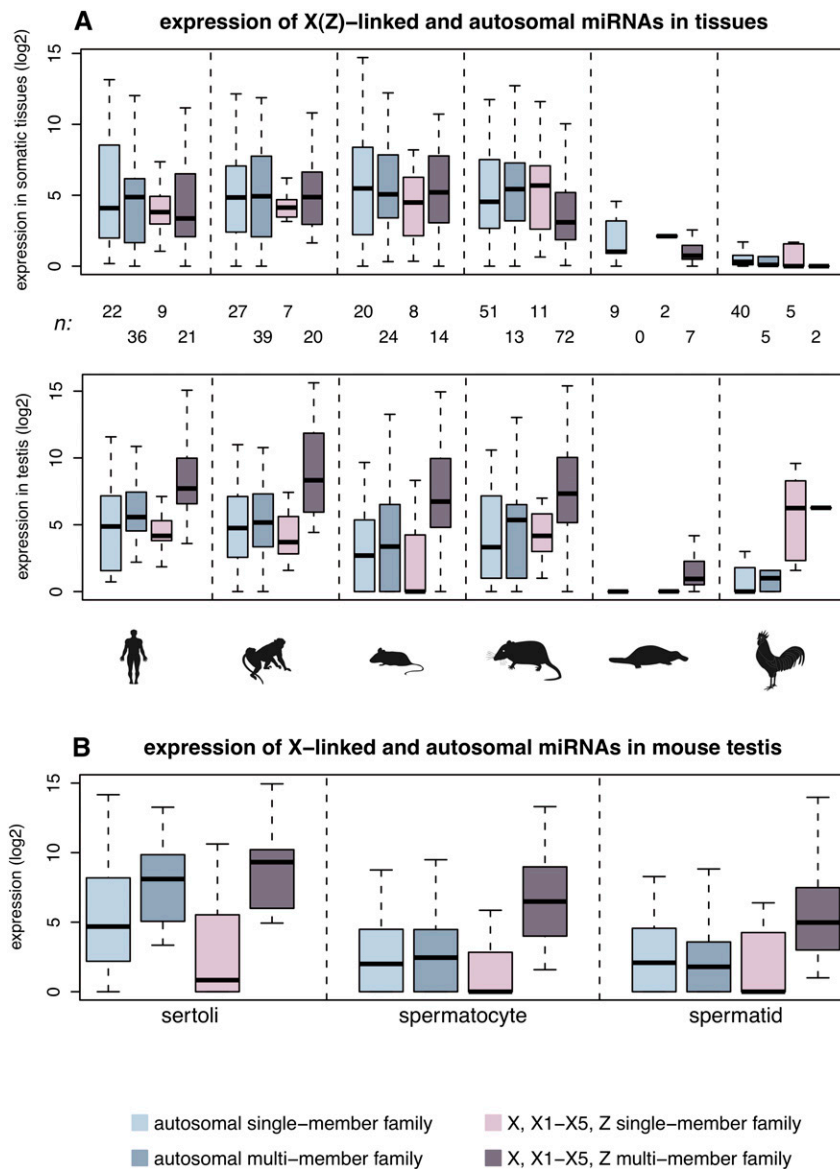 A expression of X(Z)−linked and autosomal miRNAs in tissues
expression in somatic tissues (log2)
15
10
5
0
n:
22 9 27 7 20 8 51 11 9 2 40 5
36 21 39 20 24 14 13 72 0 7 5 2
expression in testis (log2)
15
10
5
0
B expression of X−linked and autosomal miRNAs in mouse testis
expression (log2)
15
10
5
0
sertoli spermatocyte spermatid
autosomal single−member family X, X1−X5, Z single−member family
autosomal multi−member family X, X1−X5, Z multi−member family